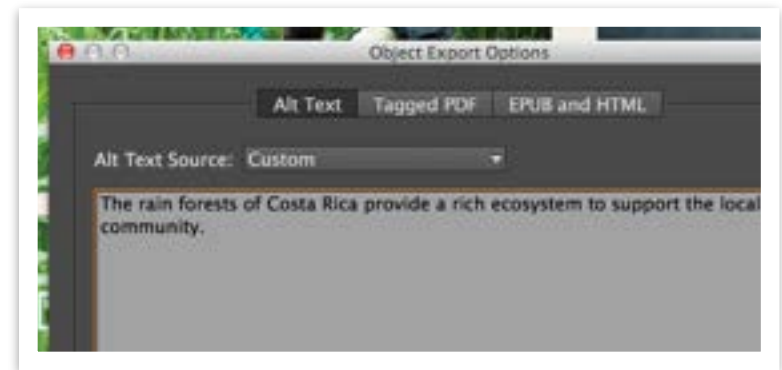 Object Export Options
Alt Text Tagged PDF EPUB and HTML
Alt Text Source: Custom
The rain forests of Costa Rica provide a rich ecosystem to support the local
community.